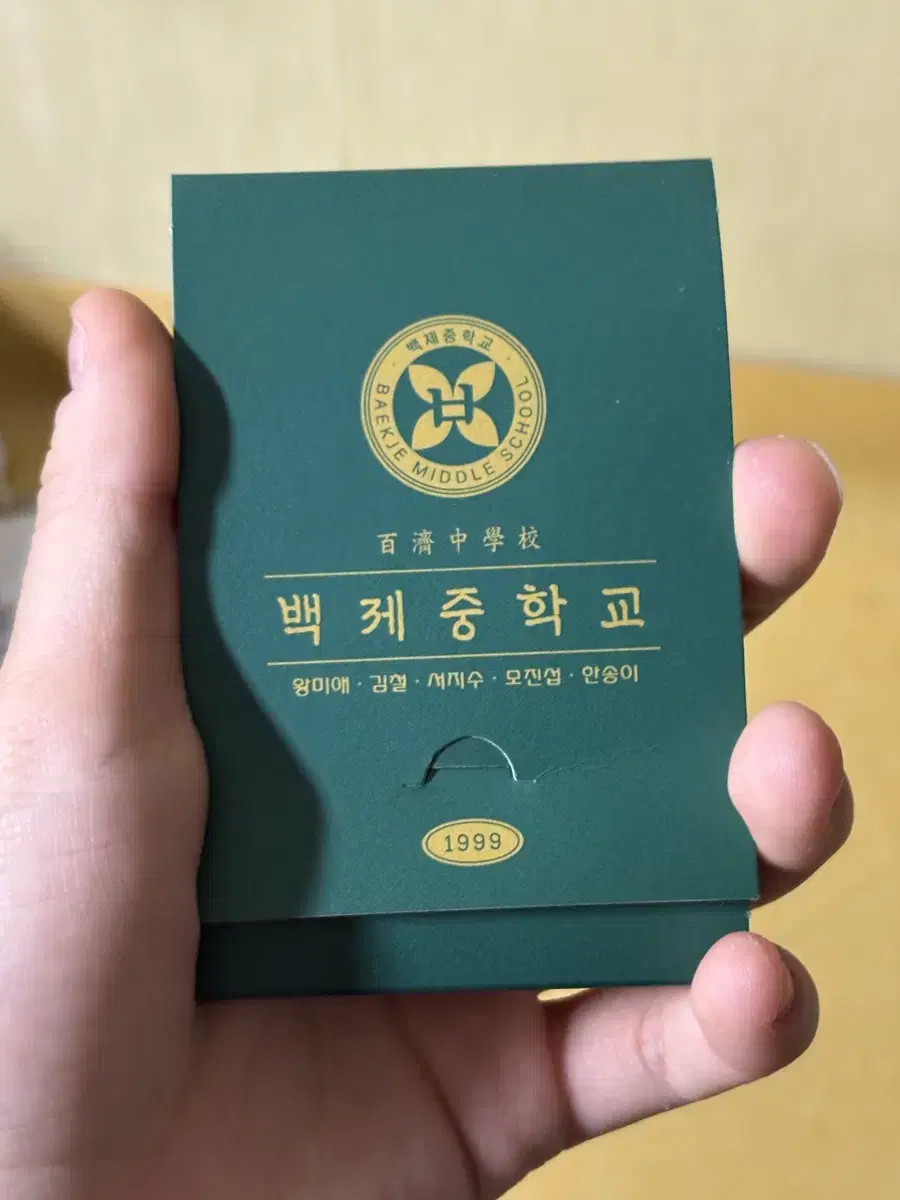 · 백제중학교 ·
BAEKJE MIDDLE SCHOOL
百濟中學校
백제중학교
왕미애 · 김철 · 서지수 · 모진섭 · 안송이
1999